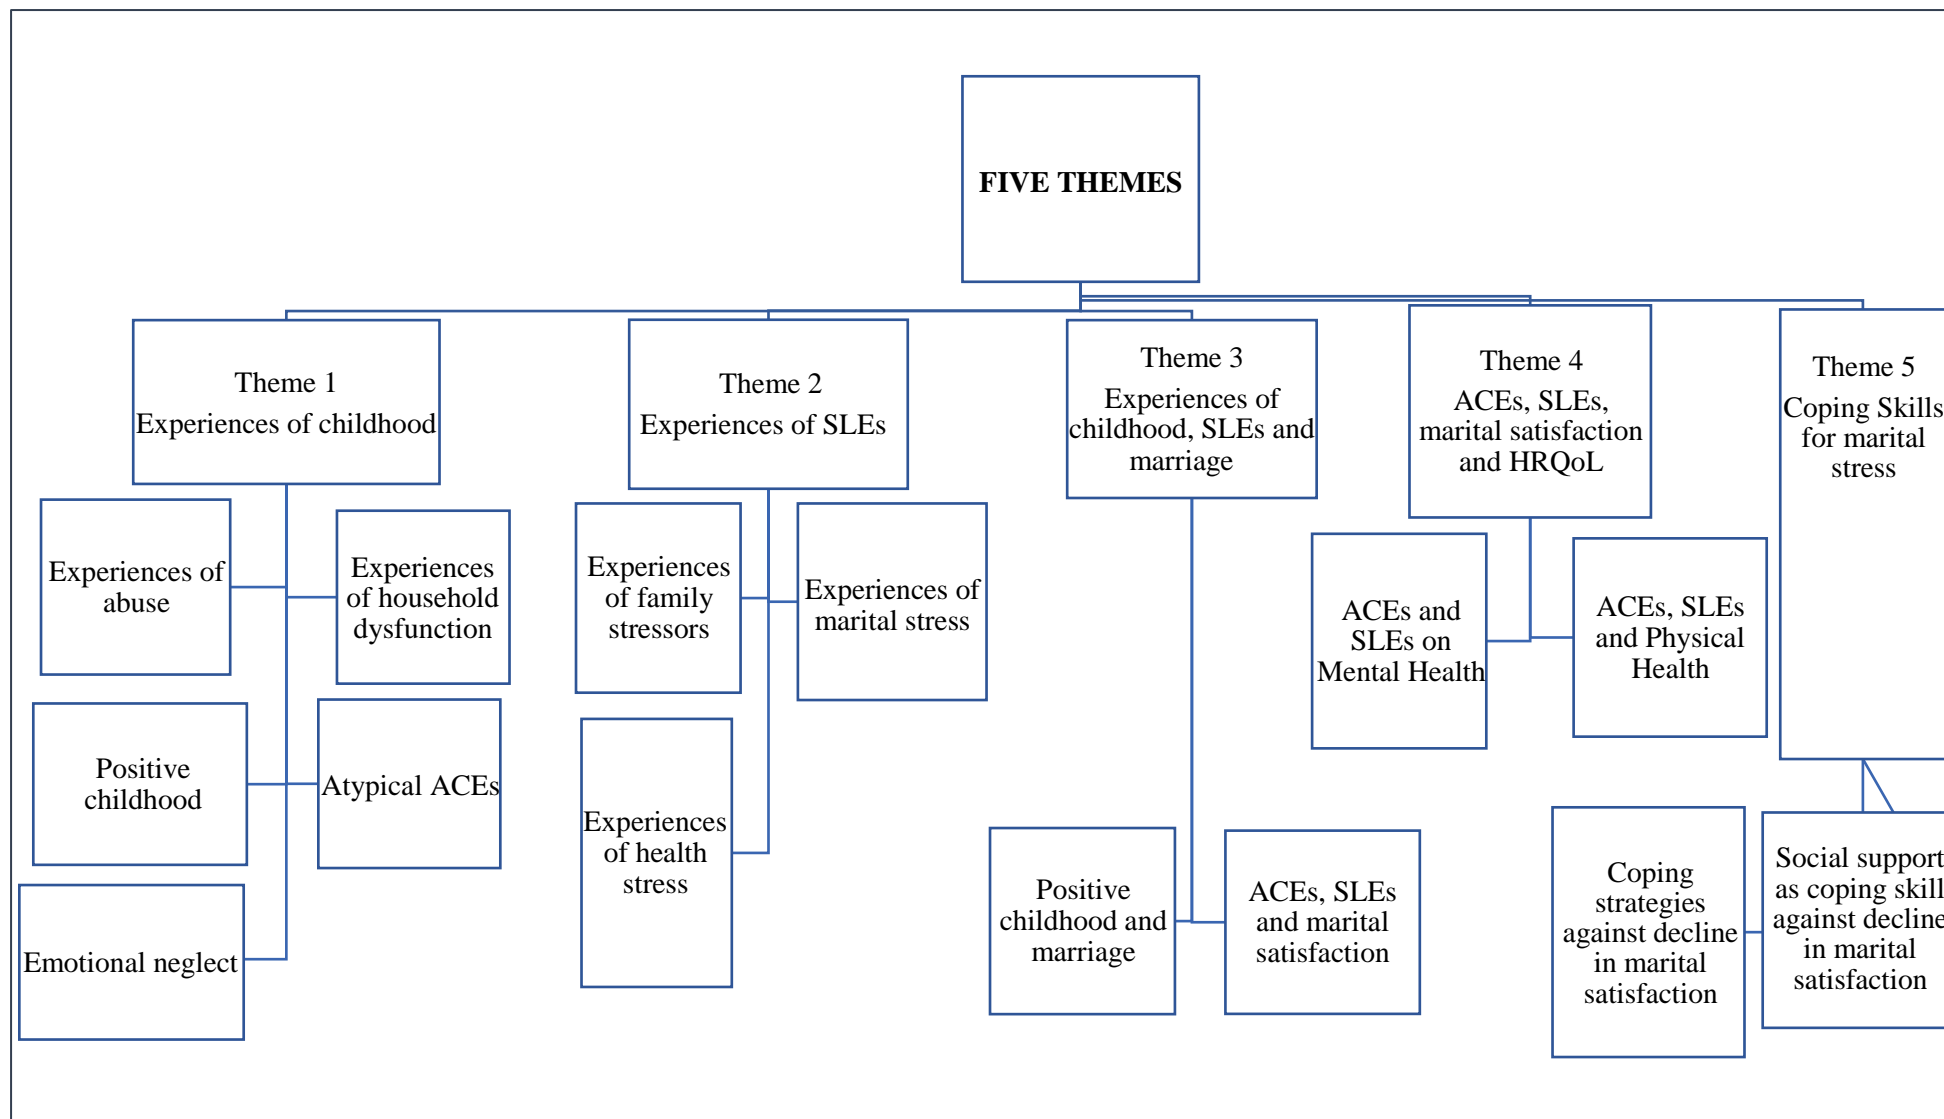 FIVE THEMES
Theme 1
Experiences of childhood
Theme 2
Experiences of SLEs
Theme 3
Experiences of
childhood, SLEs and
marriage
Theme 4
ACEs, SLEs,
marital satisfaction
and HRQoL
Theme 5
Coping Skills
for marital
stress
Experiences of
abuse
Experiences
of household
dysfunction
Positive
childhood
Atypical ACEs
Emotional neglect
Experiences
of family
stressors
Experiences of
marital stress
Experiences
of health
stress
Positive
childhood and
marriage
ACEs, SLEs
and marital
satisfaction
ACEs and
SLEs on
Mental Health
ACEs, SLEs
and Physical
Health
Coping
strategies
against decline
in marital
satisfaction
Social support
as coping skill
against decline
in marital
satisfaction